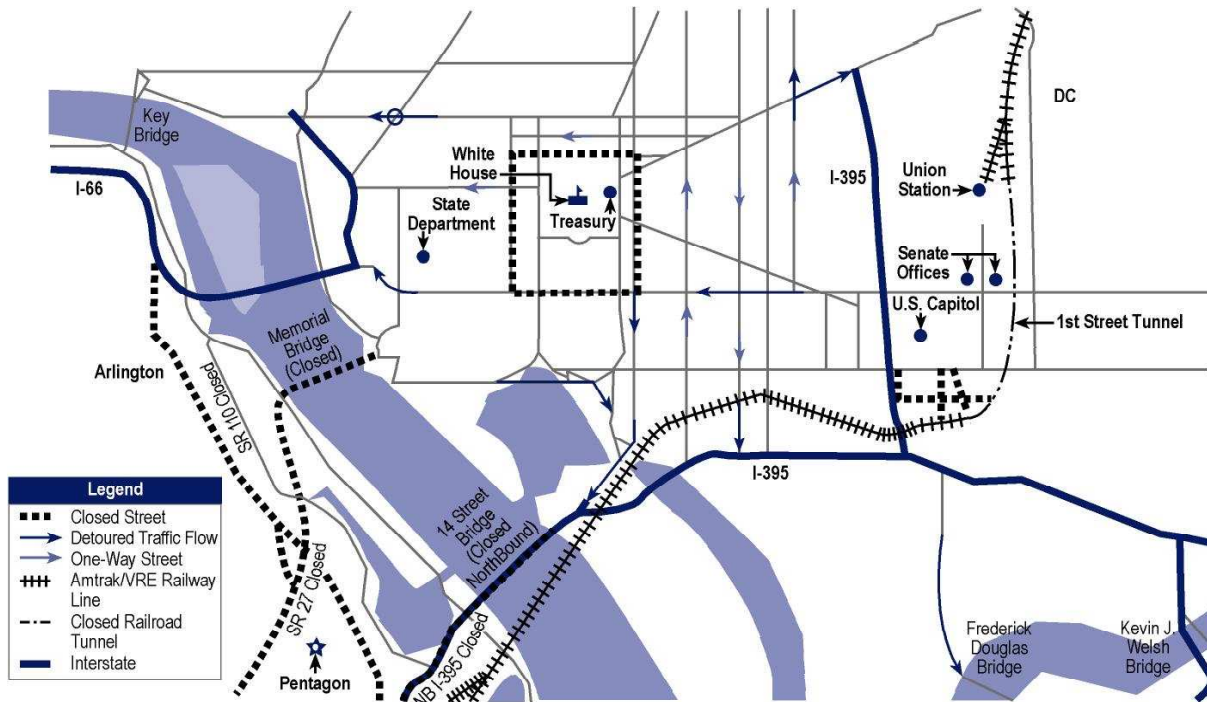 Key
Bridge
DC
I-66
White
House
State
Department
Treasury
I-395
Union
Station
Senate
Offices
U.S. Capitol
1st Street Tunnel
Memorial
Bridge
(Closed)
Arlington
SR 110 Closed
I-395
14 Street
Bridge
(Closed
NorthBound)
SR 27 Closed
NB I-395 Closed
Pentagon
Frederick
Douglas
Bridge
Kevin J.
Welsh
Bridge
Legend
Closed Street
Detoured Traffic Flow
One-Way Street
Amtrak/VRE Railway
Line
Closed Railroad
Tunnel
Interstate